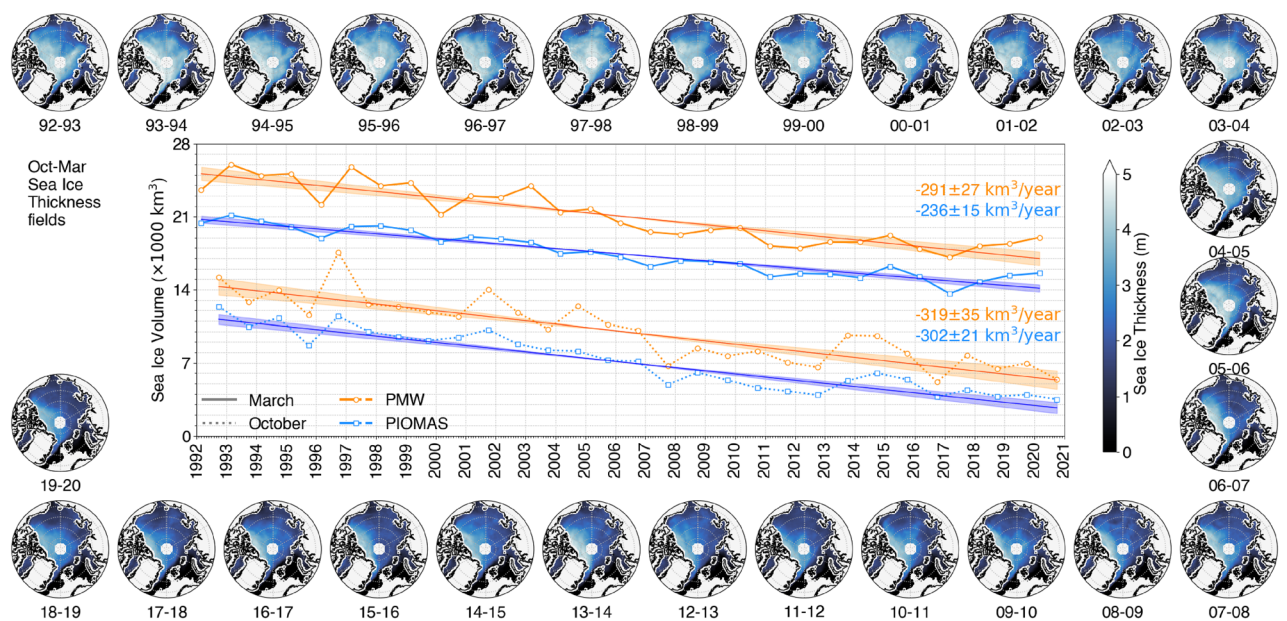 92-93 93-94 94-95 95-96 96-97 97-98 98-99 99-00 00-01 01-02 02-03 03-04
Oct-Mar
Sea Ice
Thickness
fields
Sea Ice Volume (×1000 km³)
28
21
14
7
0
-291±27 km³/year
-236±15 km³/year
-319±35 km³/year
-302±21 km³/year
March PMW
October PIOMAS
1992 1993 1994 1995 1996 1997 1998 1999 2000 2001 2002 2003 2004 2005 2006 2007 2008 2009 2010 2011 2012 2013 2014 2015 2016 2017 2018 2019 2020 2021
Sea Ice Thickness (m)
5
4
3
2
1
0
04-05
05-06
06-07
19-20
18-19 17-18 16-17 15-16 14-15 13-14 12-13 11-12 10-11 09-10 08-09 07-08